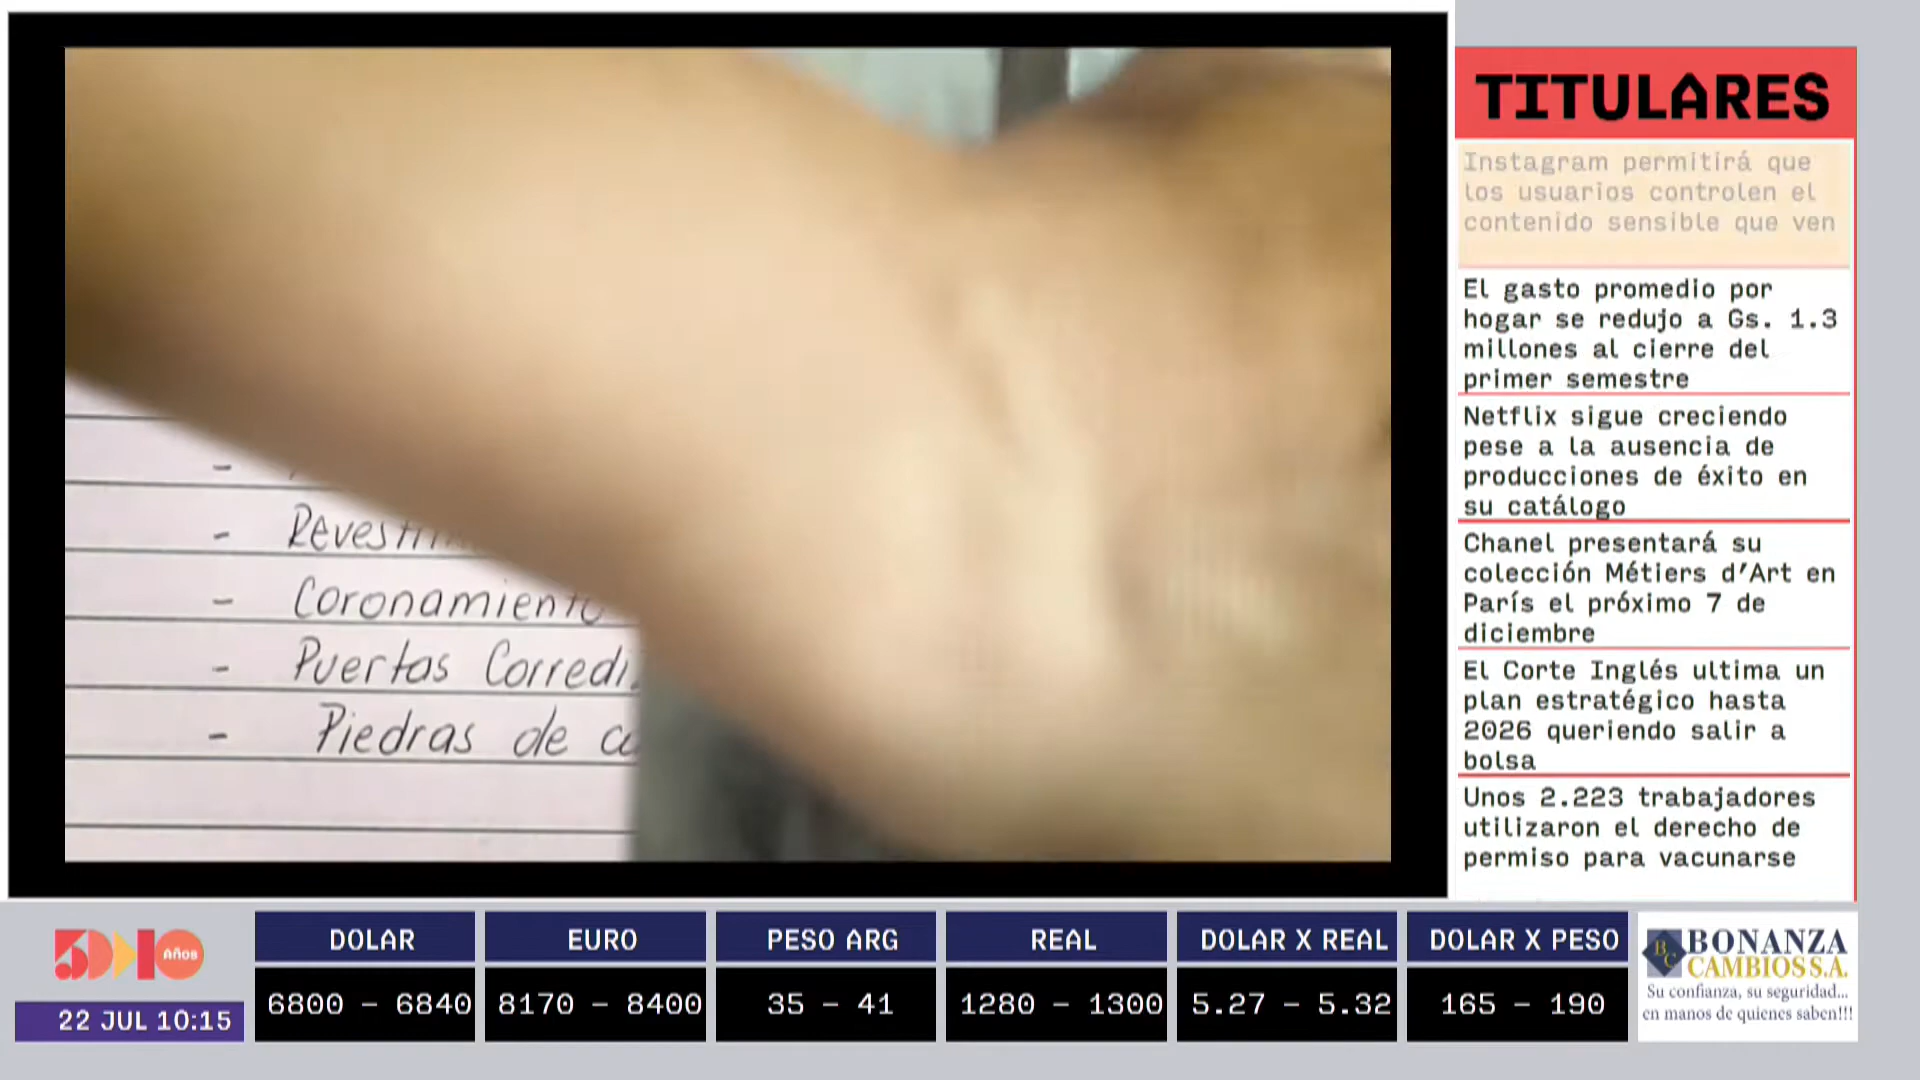 TITULARES
Instagram permitirá que
los usuarios controlen el
contenido sensible que ven
El gasto promedio por
hogar se redujo a Gs. 1.3
millones al cierre del
primer semestre
Netflix sigue creciendo
pese a la ausencia de
producciones de éxito en
su catálogo
Chanel presentará su
colección Métiers d’Art en
París el próximo 7 de
diciembre
El Corte Inglés ultima un
plan estratégico hasta
2026 queriendo salir a
bolsa
Unos 2.223 trabajadores
utilizaron el derecho de
permiso para vacunarse
-
-
- Coronamiento
- Puertas
- Piedras de
Años
22 JUL 10:15
DOLAR
6800 - 6840
EURO
8170 - 8400
PESO ARG
35 - 41
REAL
1280 - 1300
DOLAR X REAL
5.27 - 5.32
DOLAR X PESO
165 - 190
BC
BONANZA
CAMBIOS S.A.
Su confianza, su seguridad...
en manos de quienes saben!!!